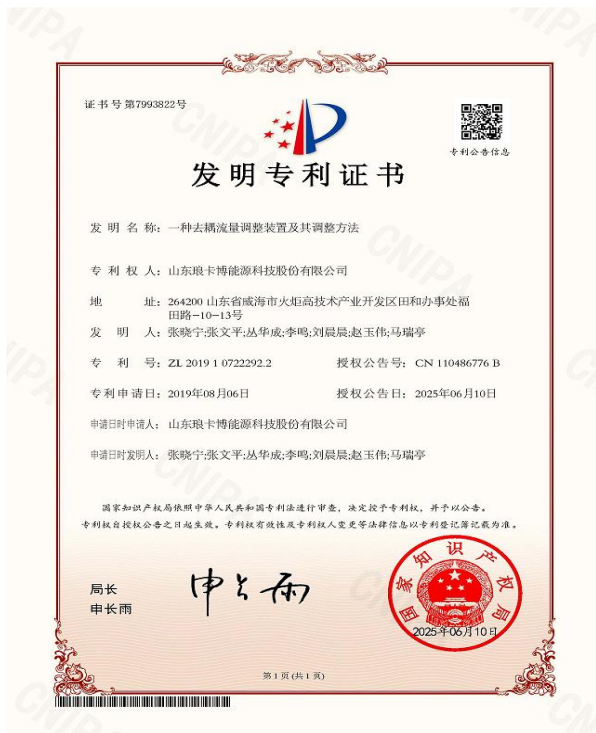 证书号第7993822号
专利公告信息
发明专利证书
发明名称：一种去耦流量调整装置及其调整方法
专利权人：山东琅卡博能源科技股份有限公司
地址：264200 山东省威海市火炬高技术产业开发区田和办事处福
田路-10-13号
发明人：张晓宁;张文平;丛华成;李鸣;刘晨晨;赵玉伟;马瑞亭
专利号：ZL 2019 1 0722292.2 授权公告号：CN 110486776 B
专利申请日：2019年08月06日 授权公告日：2025年06月10日
申请日时申请人：山东琅卡博能源科技股份有限公司
申请日时发明人：张晓宁;张文平;丛华成;李鸣;刘晨晨;赵玉伟;马瑞亭
国家知识产权局依照中华人民共和国专利法进行审查，决定授予专利权，并予以公告。
专利权自授权公告之日起生效。专利权有效性及专利权人变更等法律信息以专利登记簿记载为准。
局长
申长雨
申长雨
国家知识产权局
2025年06月10日
第1页(共1页)
CNIPA